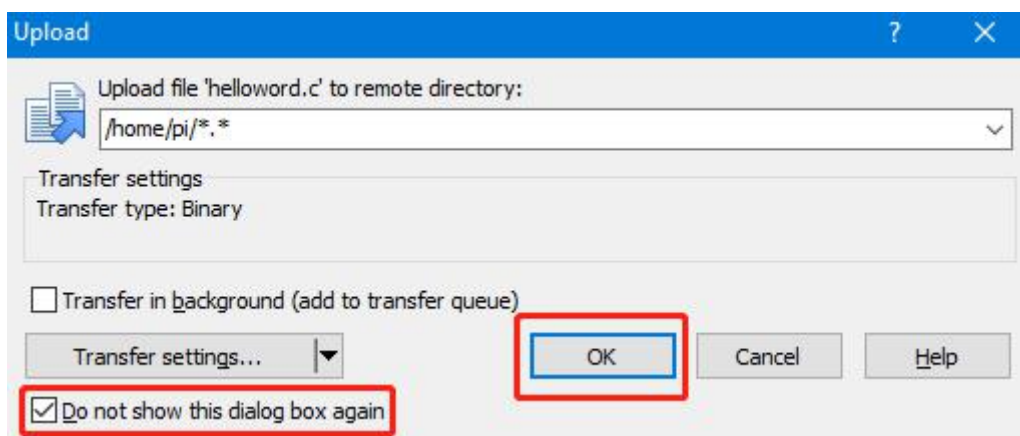 Upload ? ×
Upload file 'helloword.c' to remote directory:
/home/pi/*.*
Transfer settings
Transfer type: Binary
Transfer in background (add to transfer queue)
Transfer settings... OK Cancel Help
Do not show this dialog box again